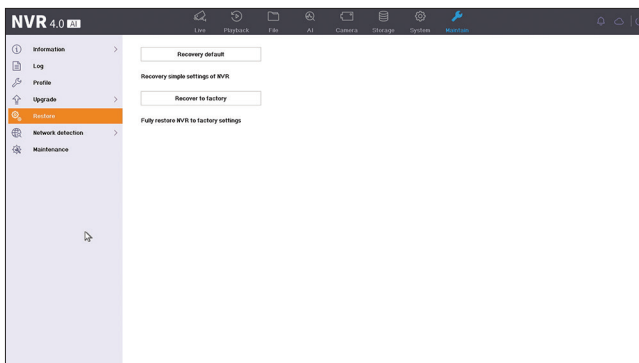 NVR 4.0 AI
Live Playback File AI Camera Storage System Maintain
Information
Log
Profile
Upgrade
Restore
Network detection
Maintenance
Recovery default
Recovery simple settings of NVR
Recover to factory
Fully restore NVR to factory settings